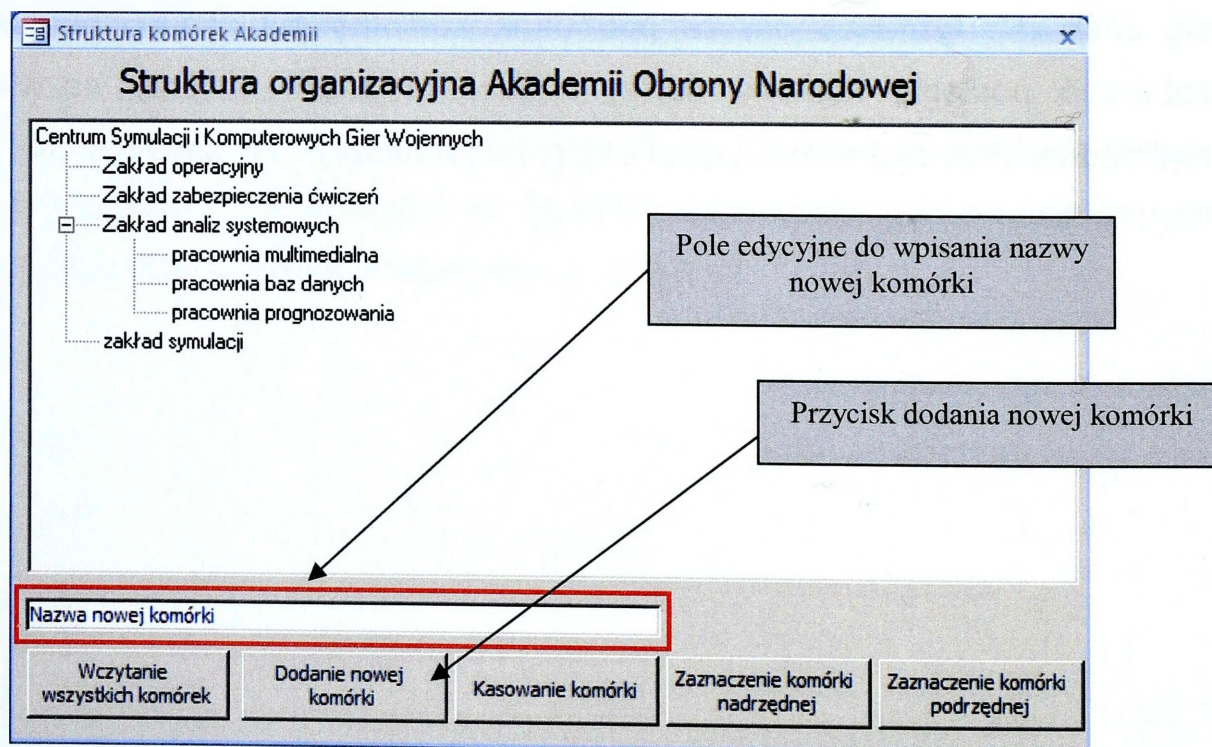 Struktura komórek Akademii
Struktura organizacyjna Akademii Obrony Narodowej
Centrum Symulacji i Komputerowych Gier Wojennych
Zakład operacyjny
Zakład zabezpieczenia ćwiczeń
Zakład analiz systemowych
pracownia multimedialna
pracownia baz danych
pracownia prognozowania
zakład symulacji
Pole edycyjne do wpisania nazwy
nowej komórki
Przycisk dodania nowej komórki
Nazwa nowej komórki
Wczytanie
wszystkich komórek
Dodanie nowej
komórki
Kasowanie komórki
Zaznaczenie komórki
nadrzędnej
Zaznaczenie komórki
podrzędnej